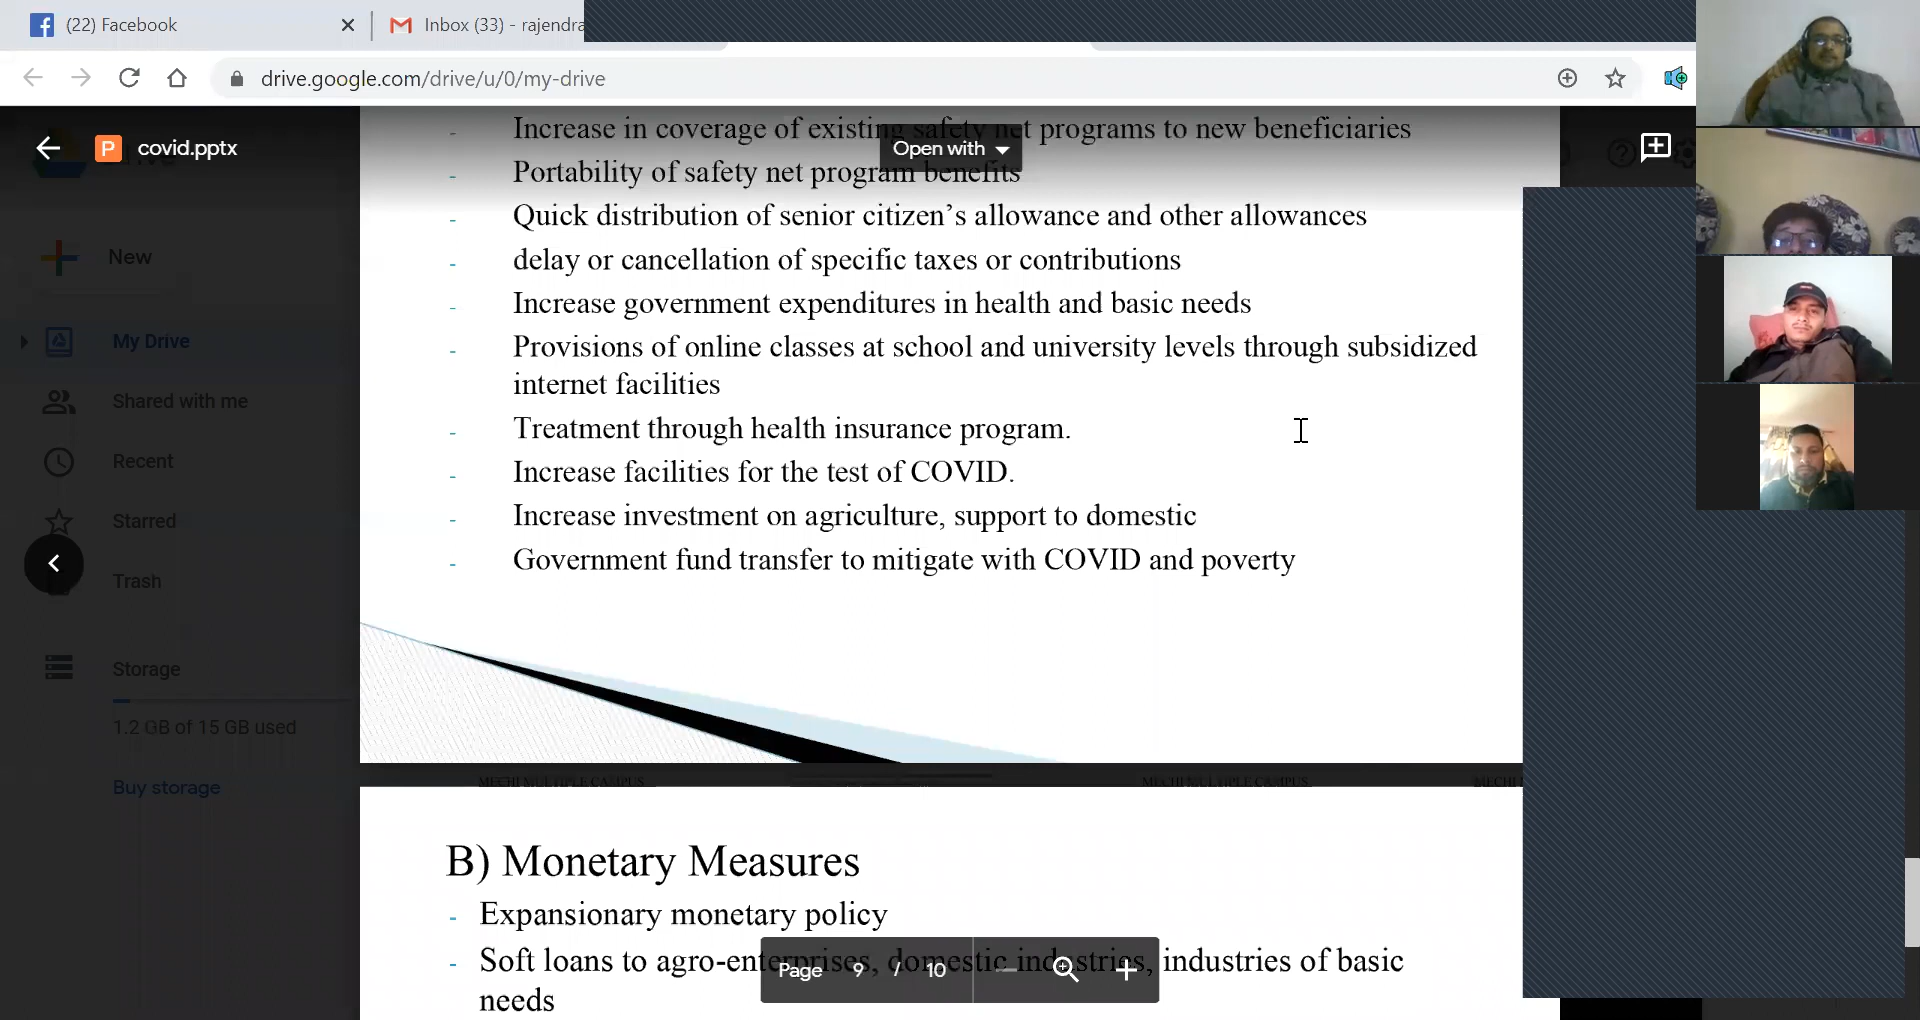 (22) Facebook
Inbox (33) - rajendra
drive.google.com/drive/u/0/my-drive
covid.pptx
Open with
New
My Drive
Shared with me
Recent
Starred
Trash
Storage
1.2 GB of 15 GB used
Buy storage
- Increase in coverage of existing safety net programs to new beneficiaries
- Portability of safety net program benefits
- Quick distribution of senior citizen’s allowance and other allowances
- delay or cancellation of specific taxes or contributions
- Increase government expenditures in health and basic needs
- Provisions of online classes at school and university levels through subsidized
internet facilities
- Treatment through health insurance program.
- Increase facilities for the test of COVID.
- Increase investment on agriculture, support to domestic
- Government fund transfer to mitigate with COVID and poverty
MECHI MULTIPLE CAMPUS MECHI MULTIPLE CAMPUS MECHI
B) Monetary Measures
- Expansionary monetary policy
- Soft loans to agro-enterprises, domestic industries, industries of basic
needs
Page 9 / 10